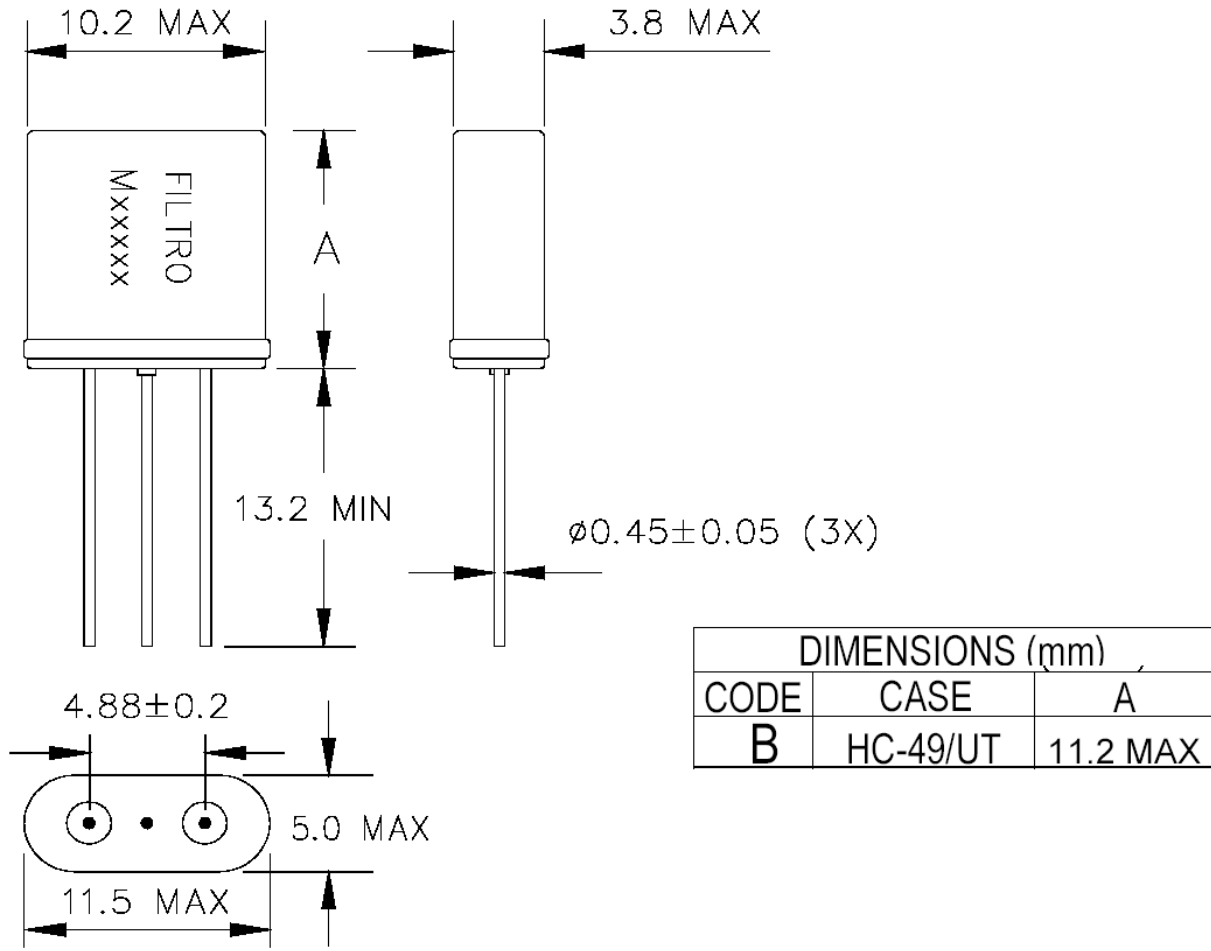 10.2 MAX
3.8 MAX
FILTRO
Mxxxxx
A
13.2 MIN
ø0.45±0.05 (3X)
DIMENSIONS (mm)
CODE CASE A
B HC-49/UT 11.2 MAX
4.88±0.2
5.0 MAX
11.5 MAX